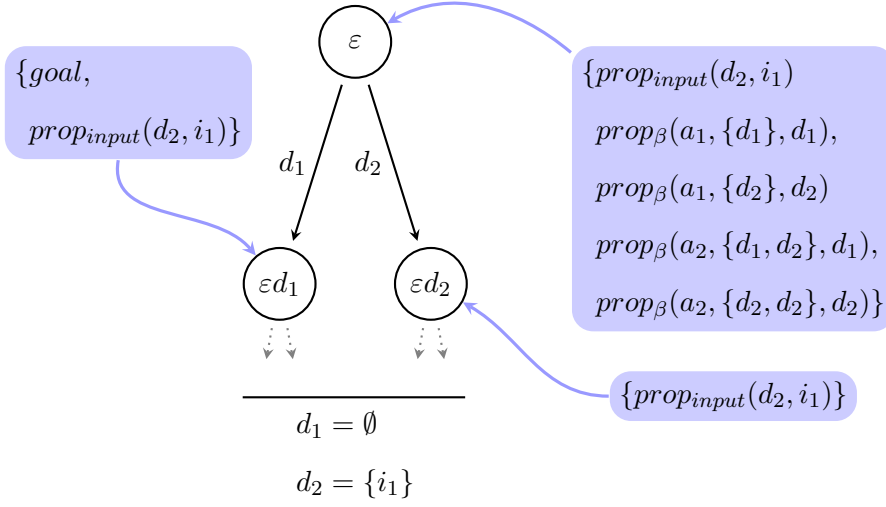 ε
{goal,
prop_input(d_2, i_1)}
{prop_input(d_2, i_1)
prop_β(a_1, {d_1}, d_1),
prop_β(a_1, {d_2}, d_2)
prop_β(a_2, {d_1, d_2}, d_1),
prop_β(a_2, {d_2, d_2}, d_2)}
d_1
d_2
εd_1
εd_2
{prop_input(d_2, i_1)}
d_1 = ∅
d_2 = {i_1}